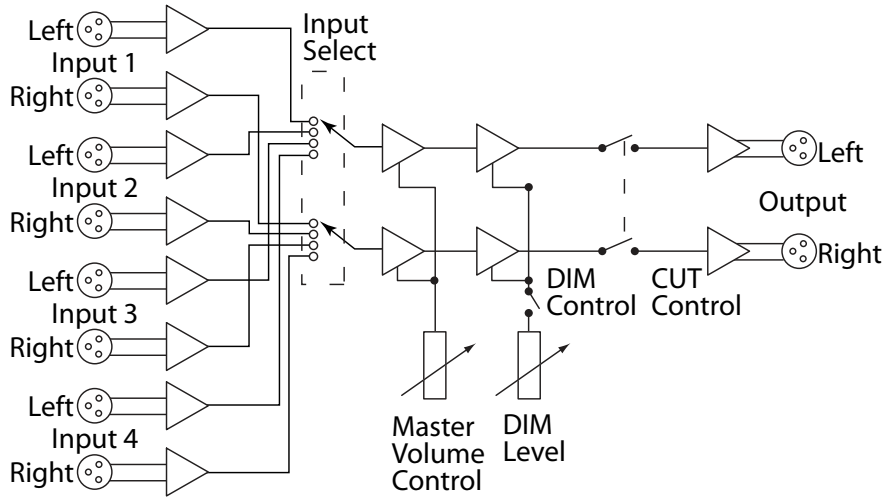 Left
Input 1
Right
Left
Input 2
Right
Left
Input 3
Right
Left
Input 4
Right
Input
Select
Master
Volume
Control
DIM
Level
DIM
Control
CUT
Control
Left
Output
Right